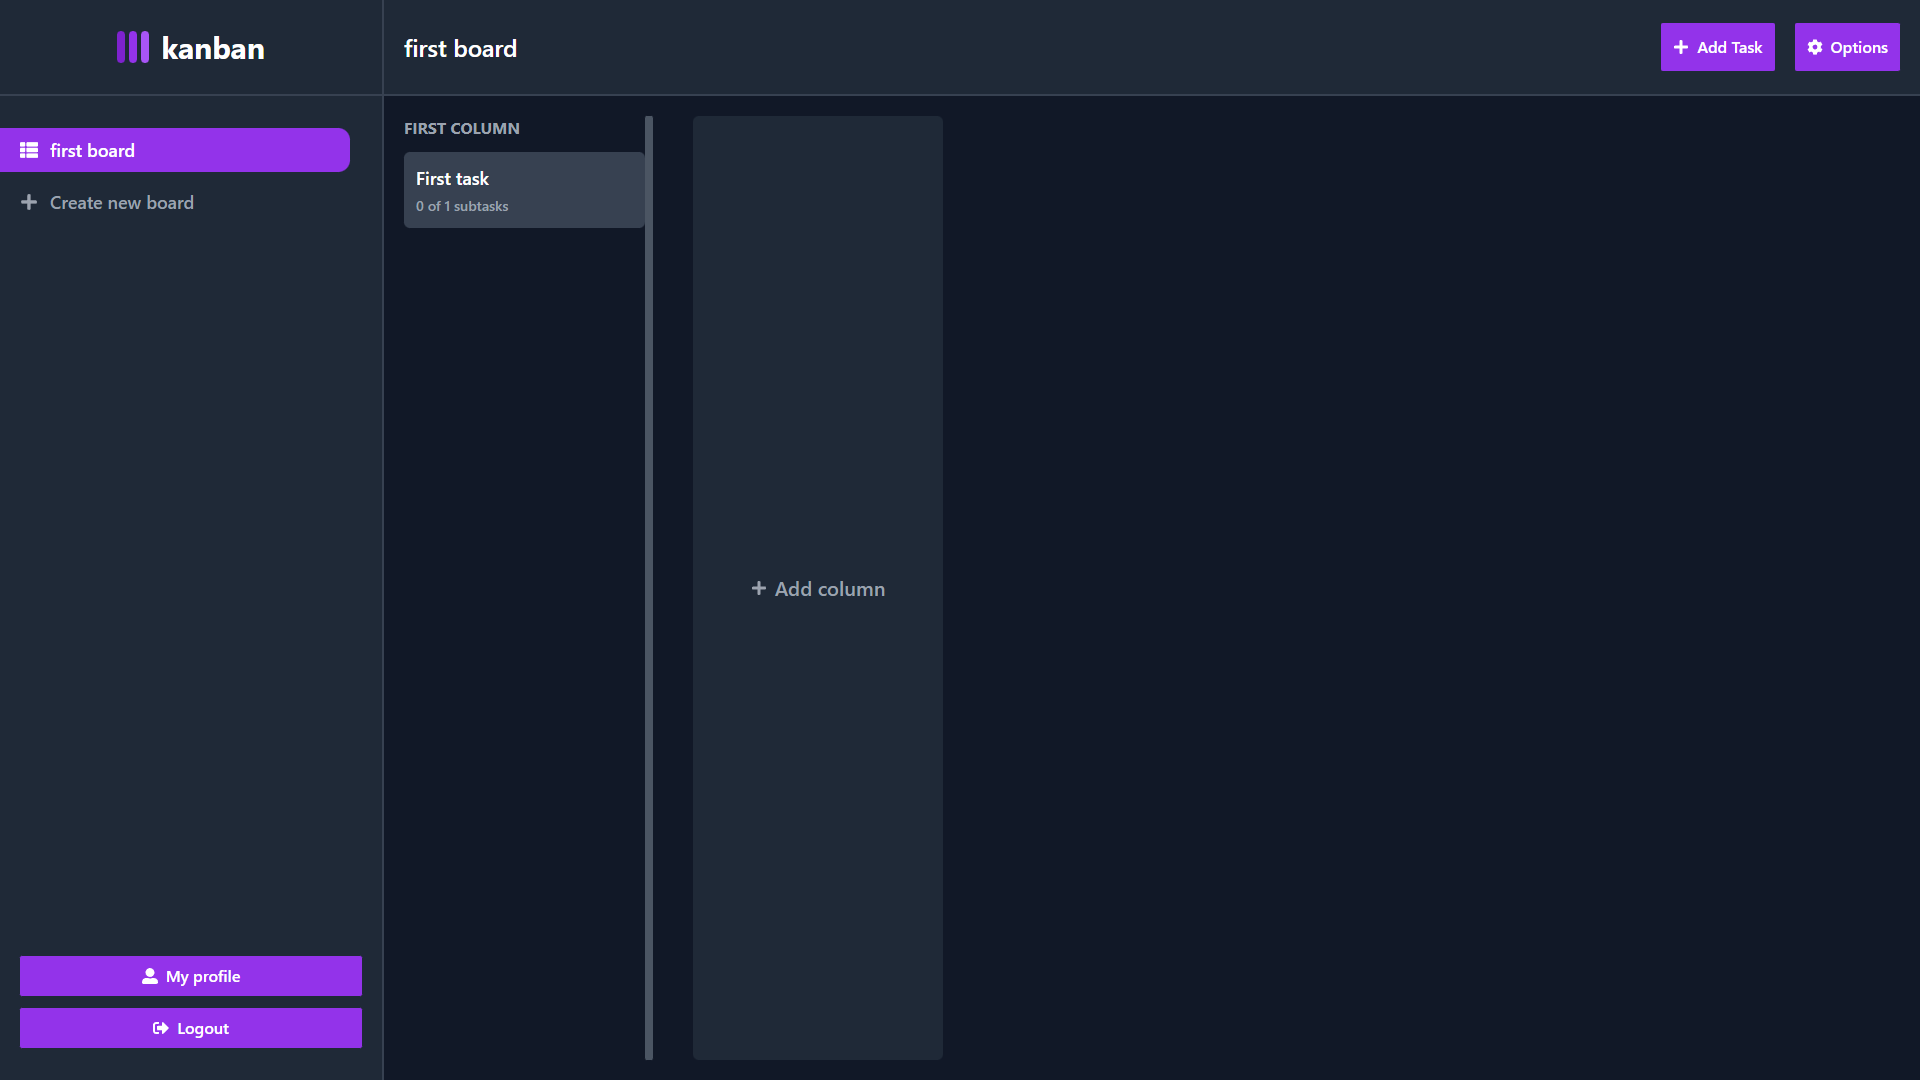 kanban
first board
Add Task
Options
first board
Create new board
FIRST COLUMN
First task
0 of 1 subtasks
Add column
My profile
Logout